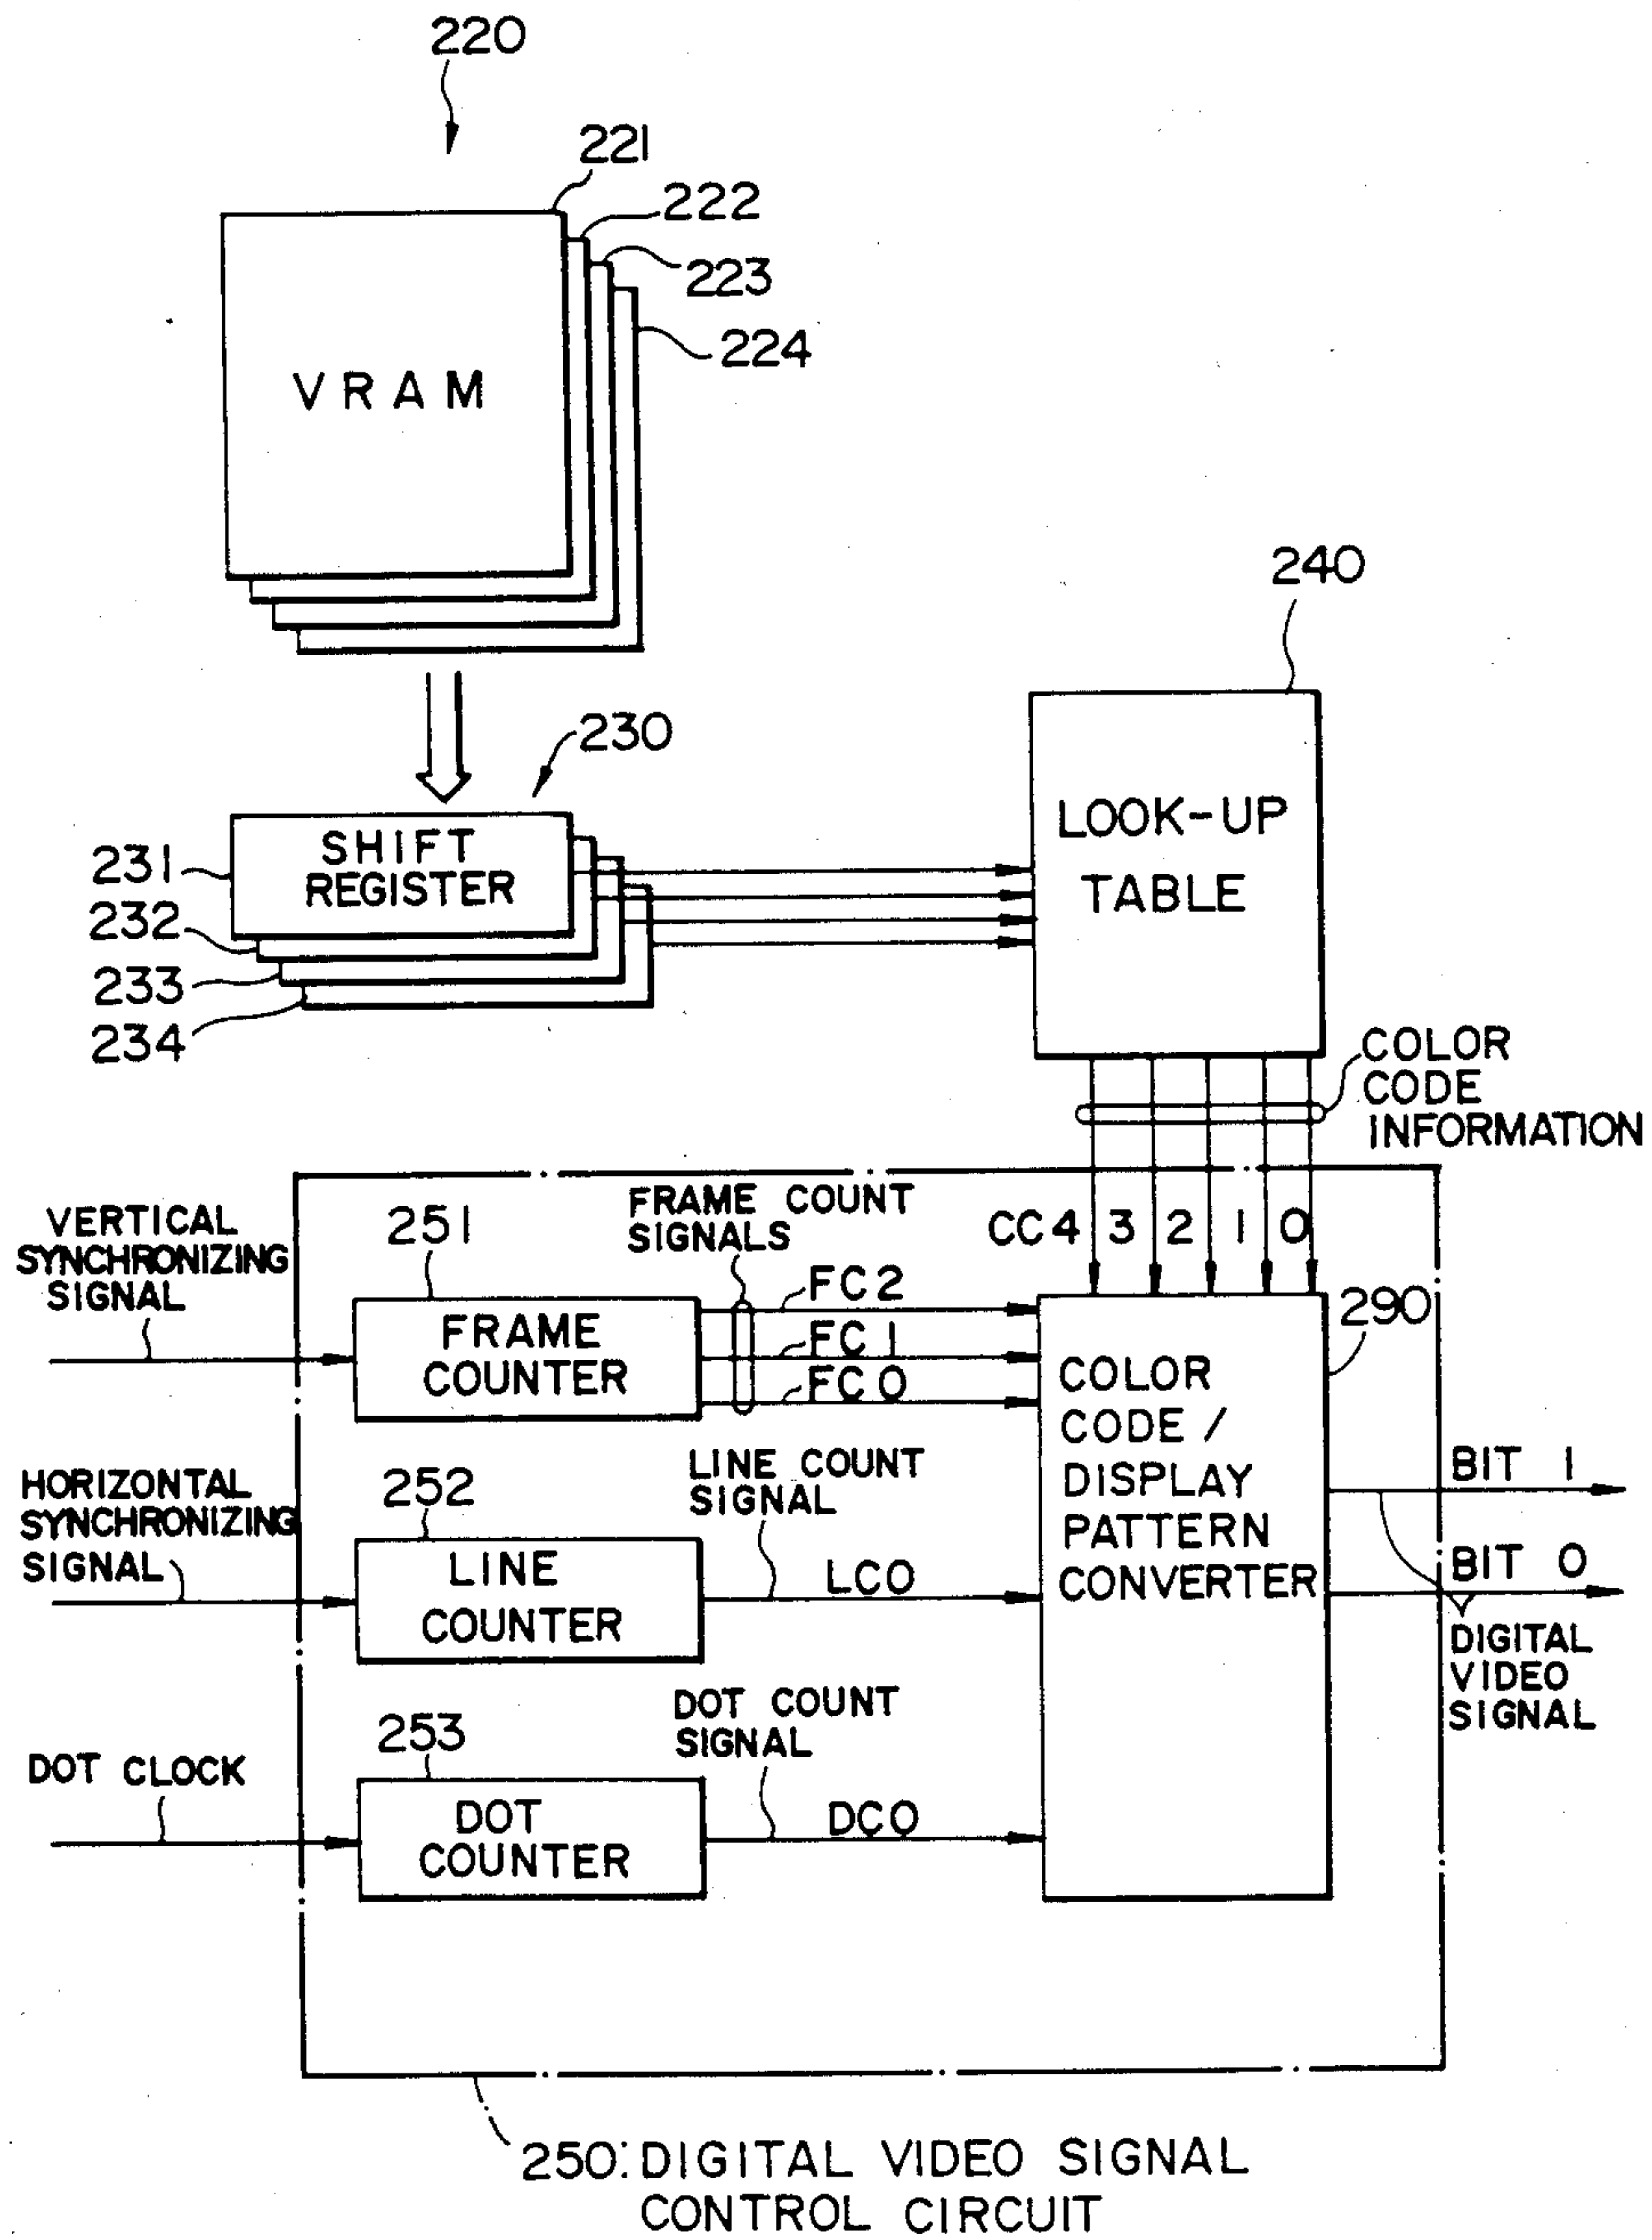 220
221
222
223
224
VRAM
230
240
SHIFT
REGISTER
231
232
233
234
LOOK-UP
TABLE
COLOR
CODE
INFORMATION
VERTICAL
SYNCHRONIZING
SIGNAL
251
FRAME COUNT
SIGNALS
CC4 3 2 1 0
FRAME
COUNTER
FC2
FC1
FC0
290
COLOR
CODE /
DISPLAY
PATTERN
CONVERTER
HORIZONTAL
SYNCHRONIZING
SIGNAL
252
LINE COUNT
SIGNAL
LINE
COUNTER
LC0
BIT 1
BIT 0
DIGITAL
VIDEO
SIGNAL
DOT CLOCK
253
DOT COUNT
SIGNAL
DOT
COUNTER
DC0
250: DIGITAL VIDEO SIGNAL
CONTROL CIRCUIT